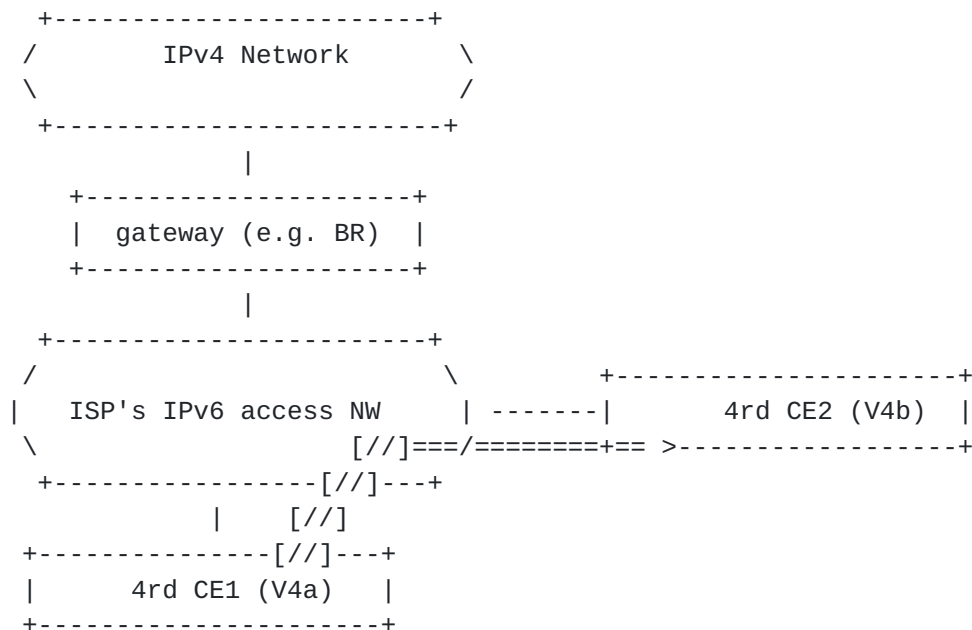 +------------------------+
/ IPv4 Network \
\ /
+-------------------------+
|
+---------------------+
| gateway (e.g. BR) |
+---------------------+
|
+------------------------+
/ \ +----------------------+
| ISP's IPv6 access NW | -------| 4rd CE2 (V4b) |
\ [//]===/========+== >------------------+
+-----------------[//]---+
| [//]
+---------------[//]---+
| 4rd CE1 (V4a) |
+----------------------+